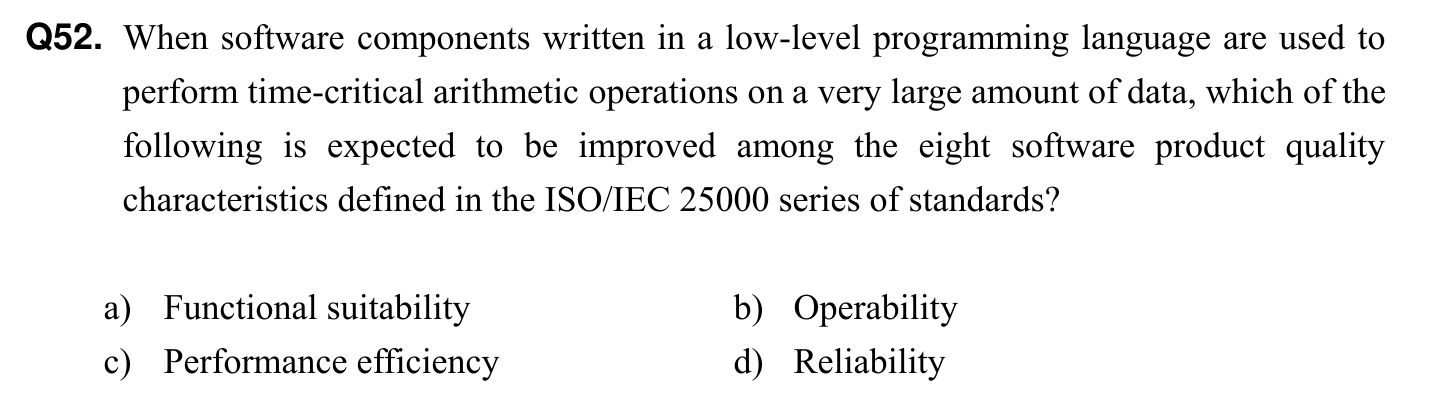 Q52. When software components written in a low-level programming language are used to
perform time-critical arithmetic operations on a very large amount of data, which of the
following is expected to be improved among the eight software product quality
characteristics defined in the ISO/IEC 25000 series of standards?
a) Functional suitability b) Operability
c) Performance efficiency d) Reliability